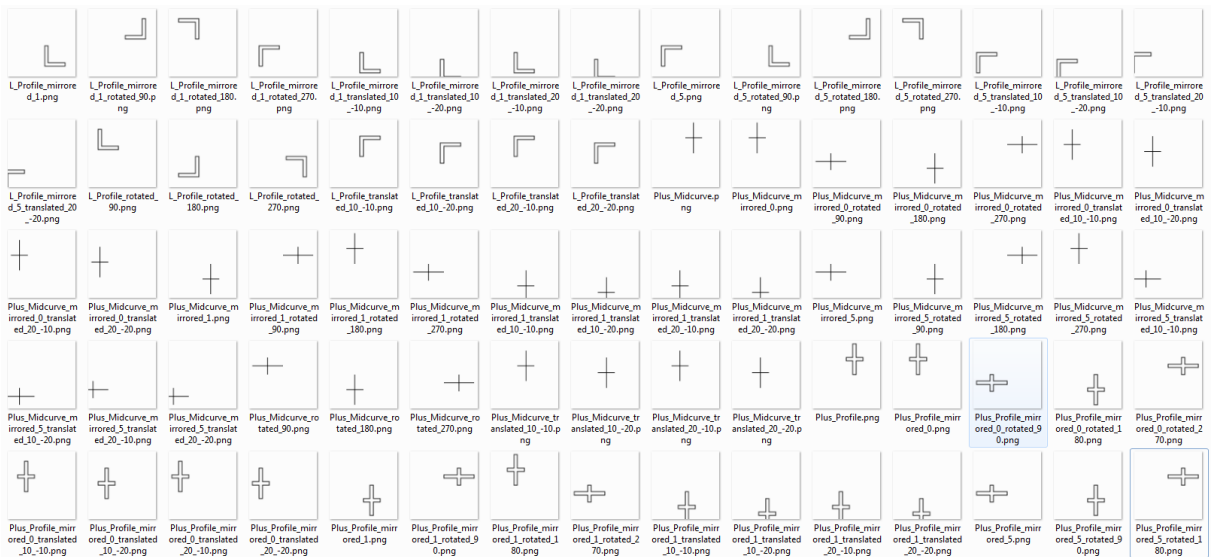 L_Profile_mirrore
d_1.png
L_Profile_mirrore
d_1_rotated_90.p
ng
L_Profile_mirrore
d_1_rotated_180.
png
L_Profile_mirrore
d_1_rotated_270.
png
L_Profile_mirrore
d_1_translated_10
_-10.png
L_Profile_mirrore
d_1_translated_10
_-20.png
L_Profile_mirrore
d_1_translated_20
_-10.png
L_Profile_mirrore
d_1_translated_20
_-20.png
L_Profile_mirrore
d_5.png
L_Profile_mirrore
d_5_rotated_90.p
ng
L_Profile_mirrore
d_5_rotated_180.
png
L_Profile_mirrore
d_5_rotated_270.
png
L_Profile_mirrore
d_5_translated_10
_-10.png
L_Profile_mirrore
d_5_translated_10
_-20.png
L_Profile_mirrore
d_5_translated_20
_-10.png
L_Profile_mirrore
d_5_translated_20
_-20.png
L_Profile_rotated_
90.png
L_Profile_rotated_
180.png
L_Profile_rotated_
270.png
L_Profile_translat
ed_10_-10.png
L_Profile_translat
ed_10_-20.png
L_Profile_translat
ed_20_-10.png
L_Profile_translat
ed_20_-20.png
Plus_Midcurve.p
ng
Plus_Midcurve_m
irrored_0.png
Plus_Midcurve_m
irrored_0_rotated
_90.png
Plus_Midcurve_m
irrored_0_rotated
_180.png
Plus_Midcurve_m
irrored_0_rotated
_270.png
Plus_Midcurve_m
irrored_0_translat
ed_10_-10.png
Plus_Midcurve_m
irrored_0_translat
ed_10_-20.png
Plus_Midcurve_m
irrored_0_translat
ed_20_-10.png
Plus_Midcurve_m
irrored_0_translat
ed_20_-20.png
Plus_Midcurve_m
irrored_1.png
Plus_Midcurve_m
irrored_1_rotated
_90.png
Plus_Midcurve_m
irrored_1_rotated
_180.png
Plus_Midcurve_m
irrored_1_rotated
_270.png
Plus_Midcurve_m
irrored_1_translat
ed_10_-10.png
Plus_Midcurve_m
irrored_1_translat
ed_10_-20.png
Plus_Midcurve_m
irrored_1_translat
ed_20_-10.png
Plus_Midcurve_m
irrored_1_translat
ed_20_-20.png
Plus_Midcurve_m
irrored_5.png
Plus_Midcurve_m
irrored_5_rotated
_90.png
Plus_Midcurve_m
irrored_5_rotated
_180.png
Plus_Midcurve_m
irrored_5_rotated
_270.png
Plus_Midcurve_m
irrored_5_translat
ed_10_-10.png
Plus_Midcurve_m
irrored_5_translat
ed_10_-20.png
Plus_Midcurve_m
irrored_5_translat
ed_20_-10.png
Plus_Midcurve_m
irrored_5_translat
ed_20_-20.png
Plus_Midcurve_ro
tated_90.png
Plus_Midcurve_ro
tated_180.png
Plus_Midcurve_ro
tated_270.png
Plus_Midcurve_tr
anslated_10_-10.p
ng
Plus_Midcurve_tr
anslated_10_-20.p
ng
Plus_Midcurve_tr
anslated_20_-10.p
ng
Plus_Midcurve_tr
anslated_20_-20.p
ng
Plus_Profile.png
Plus_Profile_mirr
ored_0.png
Plus_Profile_mirr
ored_0_rotated_9
0.png
Plus_Profile_mirr
ored_0_rotated_1
80.png
Plus_Profile_mirr
ored_0_rotated_2
70.png
Plus_Profile_mirr
ored_0_translated
_10_-10.png
Plus_Profile_mirr
ored_0_translated
_10_-20.png
Plus_Profile_mirr
ored_0_translated
_20_-10.png
Plus_Profile_mirr
ored_0_translated
_20_-20.png
Plus_Profile_mirr
ored_1.png
Plus_Profile_mirr
ored_1_rotated_9
0.png
Plus_Profile_mirr
ored_1_rotated_1
80.png
Plus_Profile_mirr
ored_1_rotated_2
70.png
Plus_Profile_mirr
ored_1_translated
_10_-10.png
Plus_Profile_mirr
ored_1_translated
_10_-20.png
Plus_Profile_mirr
ored_1_translated
_20_-10.png
Plus_Profile_mirr
ored_1_translated
_20_-20.png
Plus_Profile_mirr
ored_5.png
Plus_Profile_mirr
ored_5_rotated_9
0.png
Plus_Profile_mirr
ored_5_rotated_1
80.png